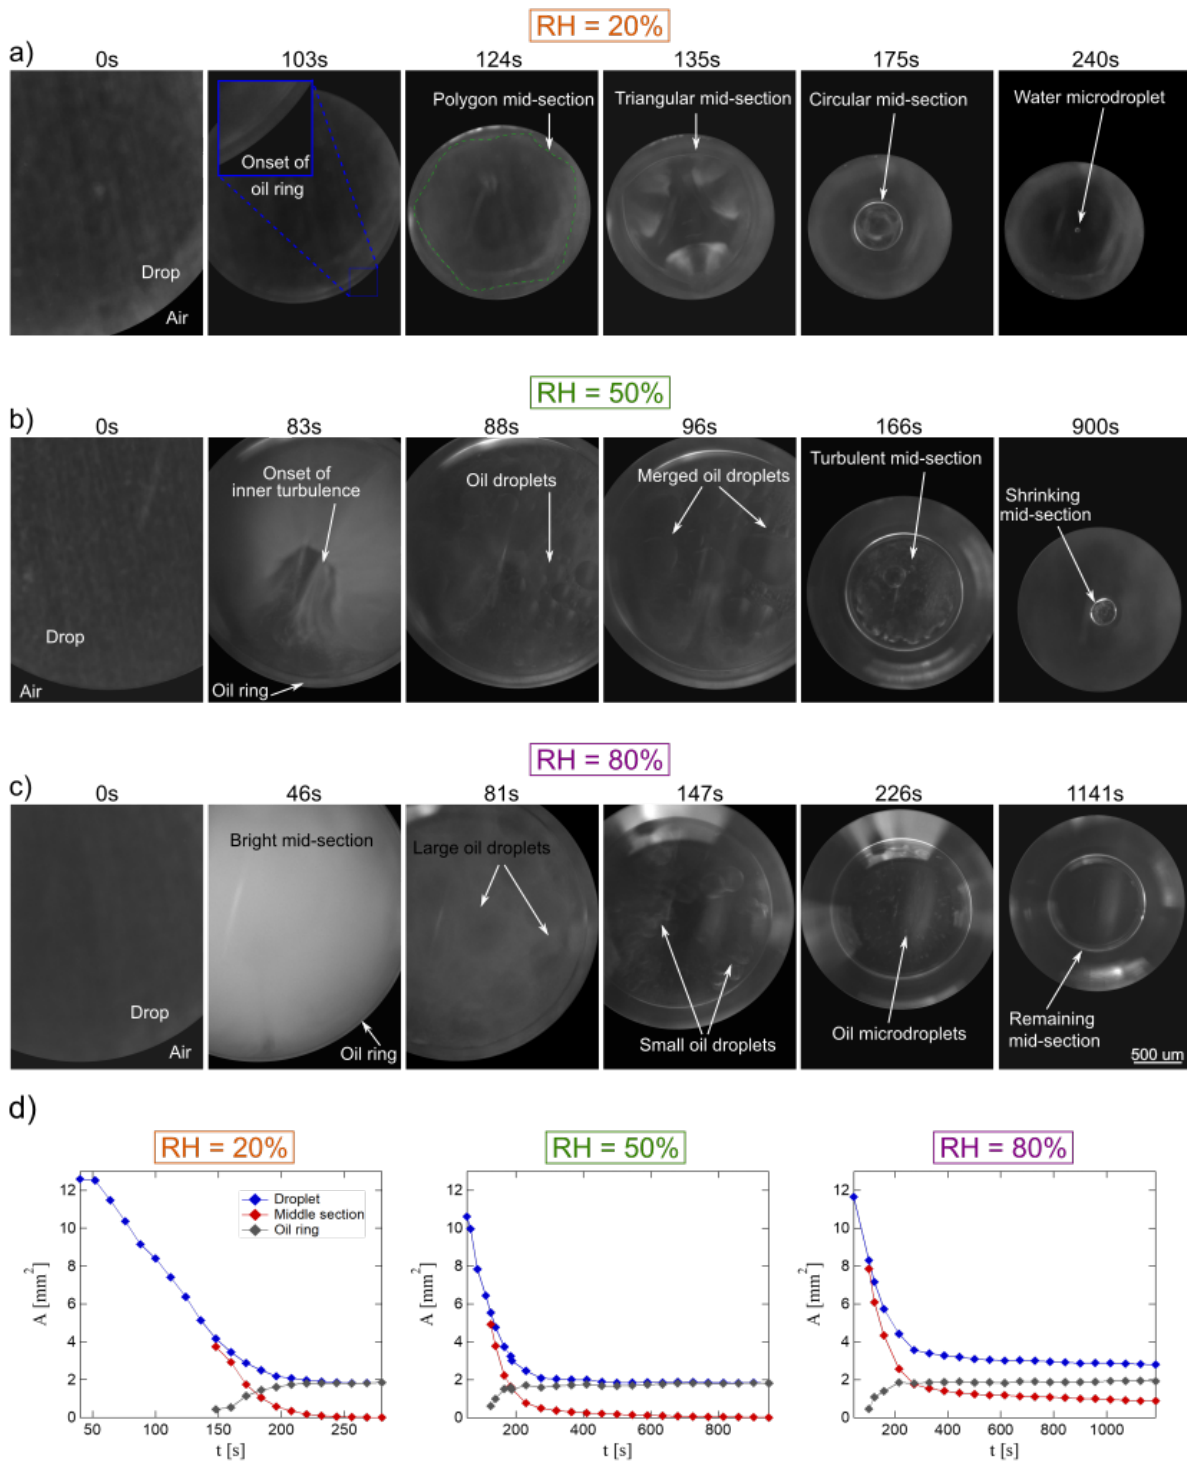 RH = 20%
a)
0s
103s
124s
135s
175s
240s
Onset of
oil ring
Drop
Air
Polygon mid-section
Triangular mid-section
Circular mid-section
Water microdroplet
RH = 50%
b)
0s
83s
88s
96s
166s
900s
Drop
Air
Onset of
inner turbulence
Oil ring
Oil droplets
Merged oil droplets
Turbulent mid-section
Shrinking
mid-section
RH = 80%
c)
0s
46s
81s
147s
226s
1141s
Drop
Air
Bright mid-section
Oil ring
Large oil droplets
Small oil droplets
Oil microdroplets
Remaining
mid-section
500 um
d)
RH = 20%
A [mm²]
12
10
8
6
4
2
0
Droplet
Middle section
Oil ring
50 100 150 200 250
t [s]
RH = 50%
A [mm²]
12
10
8
6
4
2
0
200 400 600 800
t [s]
RH = 80%
A [mm²]
12
10
8
6
4
2
0
200 400 600 800 1000
t [s]